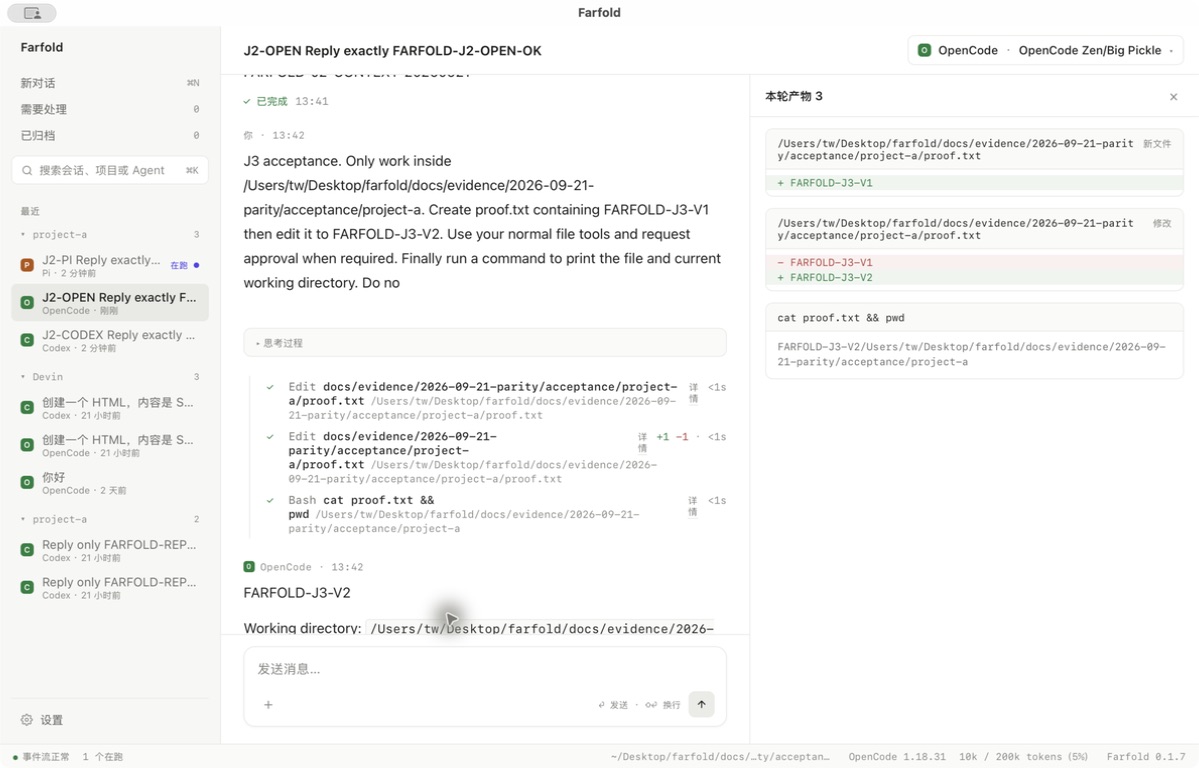 Farfold
Farfold
新对话 ⌘N
需要处理 0
已归档 0
搜索会话、项目或 Agent ⌘K
最近
project-a 3
P J2-PI Reply exactly... 在跑
Pi · 2 分钟前
O J2-OPEN Reply exactly F...
OpenCode · 刚刚
C J2-CODEX Reply exactly ...
Codex · 2 分钟前
Devin 3
C 创建一个 HTML，内容是 S...
Codex · 21 小时前
O 创建一个 HTML，内容是 S...
OpenCode · 21 小时前
O 你好
OpenCode · 2 天前
project-a 2
C Reply only FARFOLD-REP...
Codex · 21 小时前
C Reply only FARFOLD-REP...
Codex · 21 小时前
设置
J2-OPEN Reply exactly FARFOLD-J2-OPEN-OK
O OpenCode · OpenCode Zen/Big Pickle
✓ 已完成 13:41
你 · 13:42
J3 acceptance. Only work inside
/Users/tw/Desktop/farfold/docs/evidence/2026-09-21-
parity/acceptance/project-a. Create proof.txt containing FARFOLD-J3-V1
then edit it to FARFOLD-J3-V2. Use your normal file tools and request
approval when required. Finally run a command to print the file and current
working directory. Do no
思考过程
✓ Edit docs/evidence/2026-09-21-parity/acceptance/project- 详 <1s
a/proof.txt /Users/tw/Desktop/farfold/docs/evidence/2026-09- 情
21-parity/acceptance/project-a/proof.txt
✓ Edit docs/evidence/2026-09-21- 详 +1 −1 · <1s
parity/acceptance/project- 情
a/proof.txt /Users/tw/Desktop/farfold/docs/evidence/2026-
09-21-parity/acceptance/project-a/proof.txt
✓ Bash cat proof.txt && 详 <1s
pwd /Users/tw/Desktop/farfold/docs/evidence/2026-09-21- 情
parity/acceptance/project-a
O OpenCode · 13:42
FARFOLD-J3-V2
Working directory: /Users/tw/Desktop/farfold/docs/evidence/2026-
发送消息...
+ 发送 · 换行
本轮产物 3 ×
/Users/tw/Desktop/farfold/docs/evidence/2026-09-21-parit 新文件
y/acceptance/project-a/proof.txt
+ FARFOLD-J3-V1
/Users/tw/Desktop/farfold/docs/evidence/2026-09-21-parit 修改
y/acceptance/project-a/proof.txt
− FARFOLD-J3-V1
+ FARFOLD-J3-V2
cat proof.txt && pwd
FARFOLD-J3-V2/Users/tw/Desktop/farfold/docs/evidence/2026-09-
21-parity/acceptance/project-a
事件流正常 1 个在跑 ~/Desktop/farfold/docs/…ty/acceptan… OpenCode 1.18.31 10k / 200k tokens (5%) Farfold 0.1.7